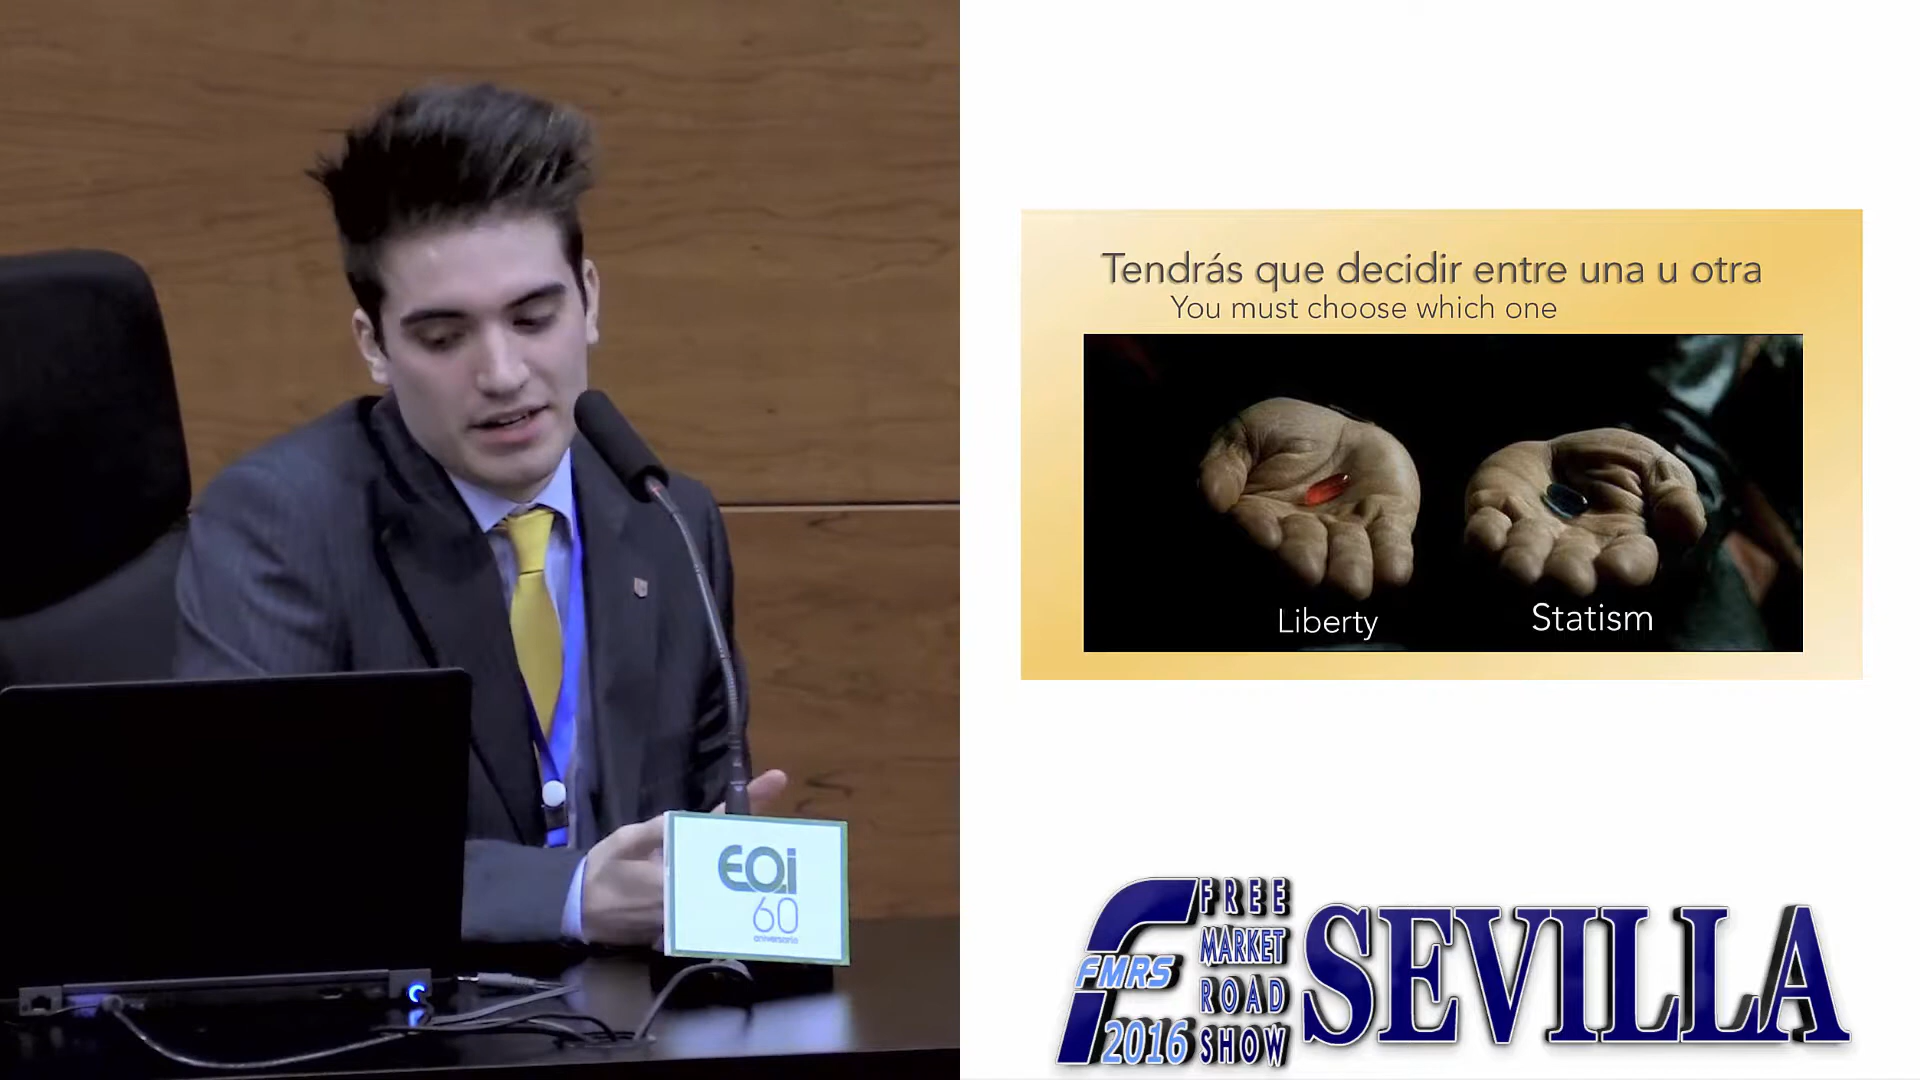 Tendrás que decidir entre una u otra
You must choose which one
Liberty
Statism
EOi
60
aniversario
FREE
MARKET
ROAD
SHOW
FMRS
2016
SEVILLA